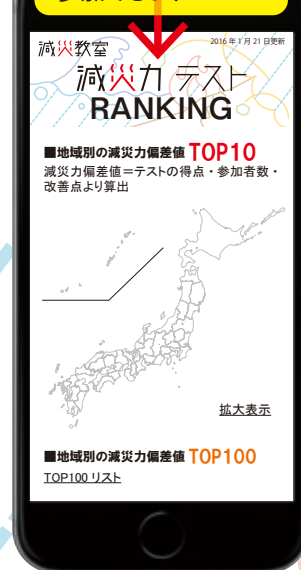 減災教室
2016年1月21日更新
減災力テスト
RANKING
■地域別の減災力偏差値 TOP10
減災力偏差値＝テストの得点・参加者数・
改善点より算出
拡大表示
■地域別の減災力偏差値 TOP100
TOP100 リスト